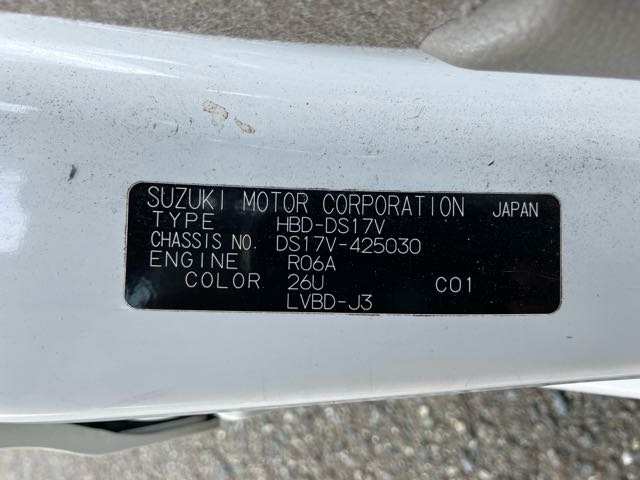 SUZUKI MOTOR CORPORATION JAPAN
TYPE HBD-DS17V
CHASSIS NO. DS17V-425030
ENGINE R06A
COLOR 26U C01
LVBD-J3